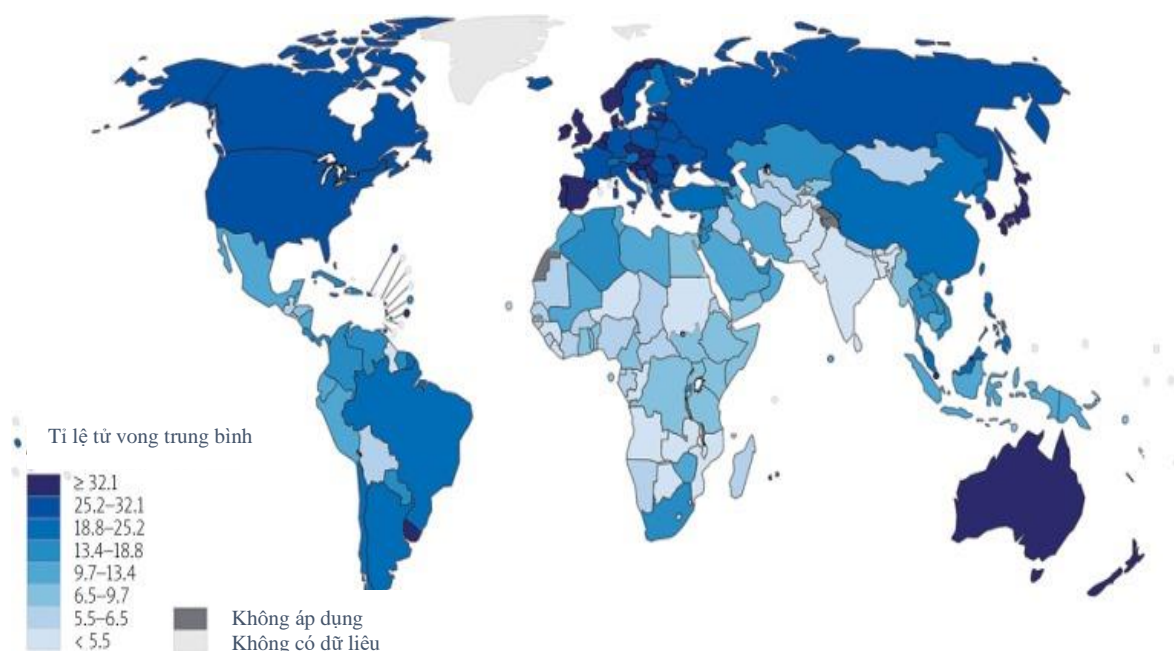 Tỉ lệ tử vong trung bình
≥ 32.1
25.2–32.1
18.8–25.2
13.4–18.8
9.7–13.4
6.5–9.7
5.5–6.5
< 5.5
Không áp dụng
Không có dữ liệu